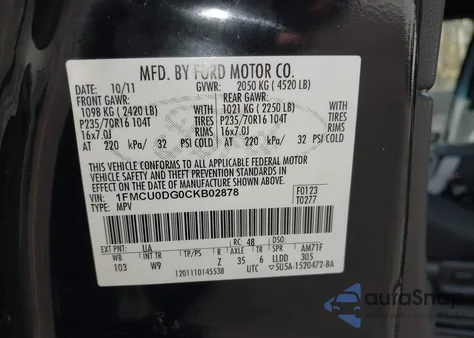 MFD. BY FORD MOTOR CO.
DATE: 10/11 GVWR: 2050 KG ( 4520 LB)
FRONT GAWR: REAR GAWR:
1098 KG ( 2420 LB) 1021 KG ( 2250 LB)
P235/70R16 104T TIRES P235/70R16 104T TIRES
16x7.0J RIMS 16x7.0J RIMS
AT 220 kPa/ 32 PSI COLD AT 220 kPa/ 32 PSI COLD
THIS VEHICLE CONFORMS TO ALL APPLICABLE FEDERAL MOTOR
VEHICLE SAFETY AND THEFT PREVENTION STANDARDS IN EFFECT ON
THE DATE OF MANUFACTURE SHOWN ABOVE.
VIN: 1FMCU0DG0CKB02878 F0123
TYPE: MPV T0277
EXT PNT: UA RC: 48 DSO: AM71F
WB INT TR TP/PS R AXLE TR SPR LLDD 305
103 W9 Z 35 6
1201110145538 UTC ▽5U5A-1520472-BA
autoSnap